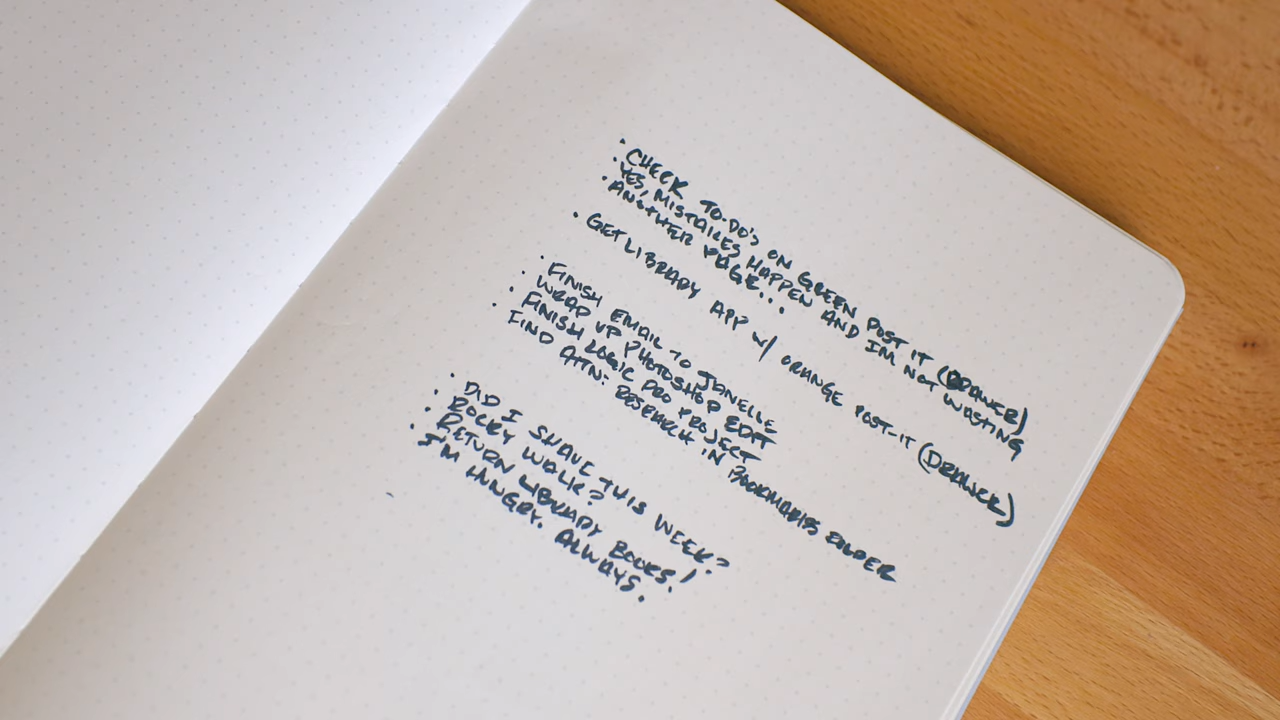 · CHECK TO-DO'S ON GREEN POST IT (DRAWER)
· YES, MISTAKES HAPPEN AND IM NOT WASTING
· ANOTHER PAGE...
· GET LIBRARY APP W/ ORANGE POST-IT (DRAWER)
· FINISH EMAIL TO JANELLE
· WRAP UP PHOTOSHOP EDIT
· FINISH LOGIC PRO PROJECT
· FIND ATTN: RESEARCH IN BOOKMARKS FOLDER
· DID I SHAVE THIS WEEK?
· ROCKY WALK?
· RETURN LIBRARY BOOKS!
· I'M HUNGRY. ALWAYS.